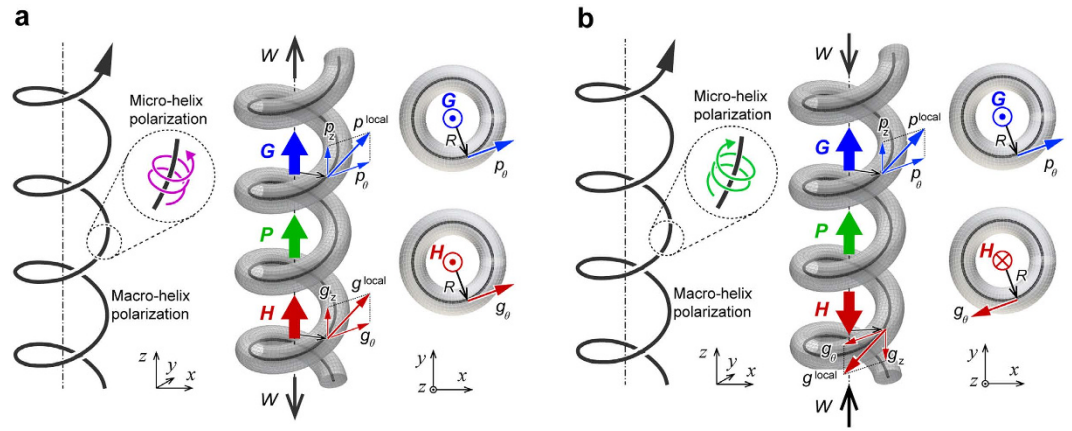 a
W
Micro-helix
polarization
Macro-helix
polarization
z
y
x
G
P
H
p_z
p^local
p_θ
g_z
g^local
g_θ
W
G
R
p_θ
H
R
g_θ
y
z
x
b
W
Micro-helix
polarization
Macro-helix
polarization
z
y
x
G
P
H
p_z
p^local
p_θ
g_θ
g_z
g^local
W
G
R
p_θ
H
R
g_θ
y
z
x